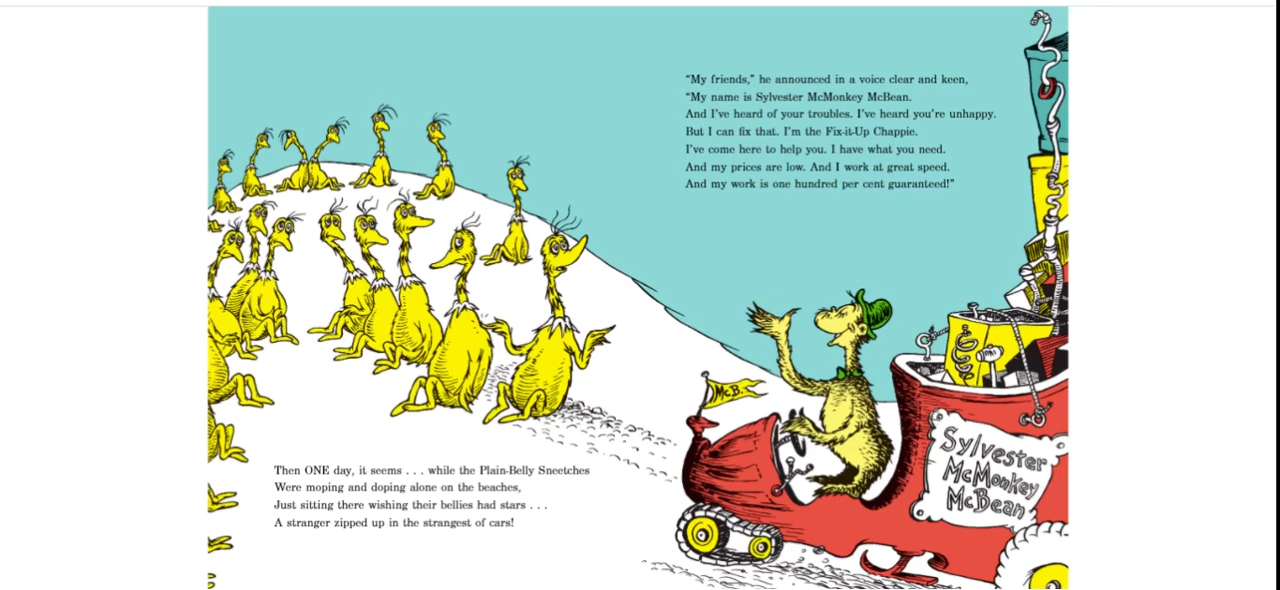 Then ONE day, it seems . . . while the Plain-Belly Sneetches
Were moping and doping alone on the beaches,
Just sitting there wishing their bellies had stars . . .
A stranger zipped up in the strangest of cars!
“My friends,” he announced in a voice clear and keen,
“My name is Sylvester McMonkey McBean.
And I’ve heard of your troubles. I’ve heard you’re unhappy.
But I can fix that. I’m the Fix-it-Up Chappie.
I’ve come here to help you. I have what you need.
And my prices are low. And I work at great speed.
And my work is one hundred per cent guaranteed!”
McB.
Sylvester
McMonkey
McBean